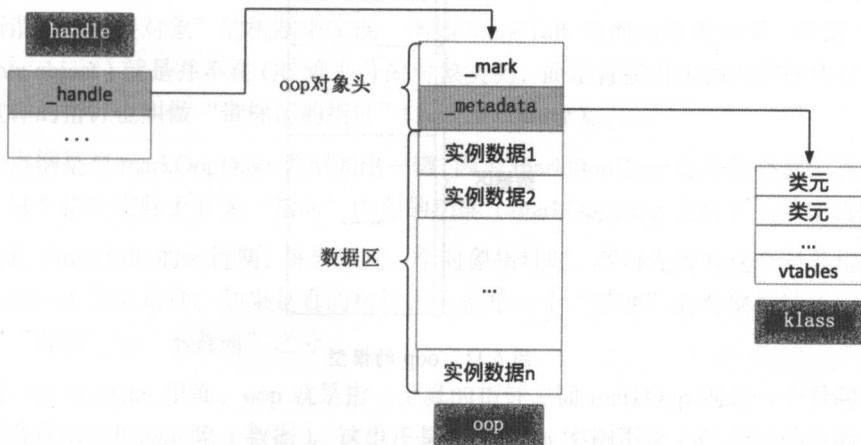 handle
_handle
...
oop对象头
_mark
_metadata
数据区
实例数据1
实例数据2
...
实例数据n
oop
类元
类元
...
vtables
klass